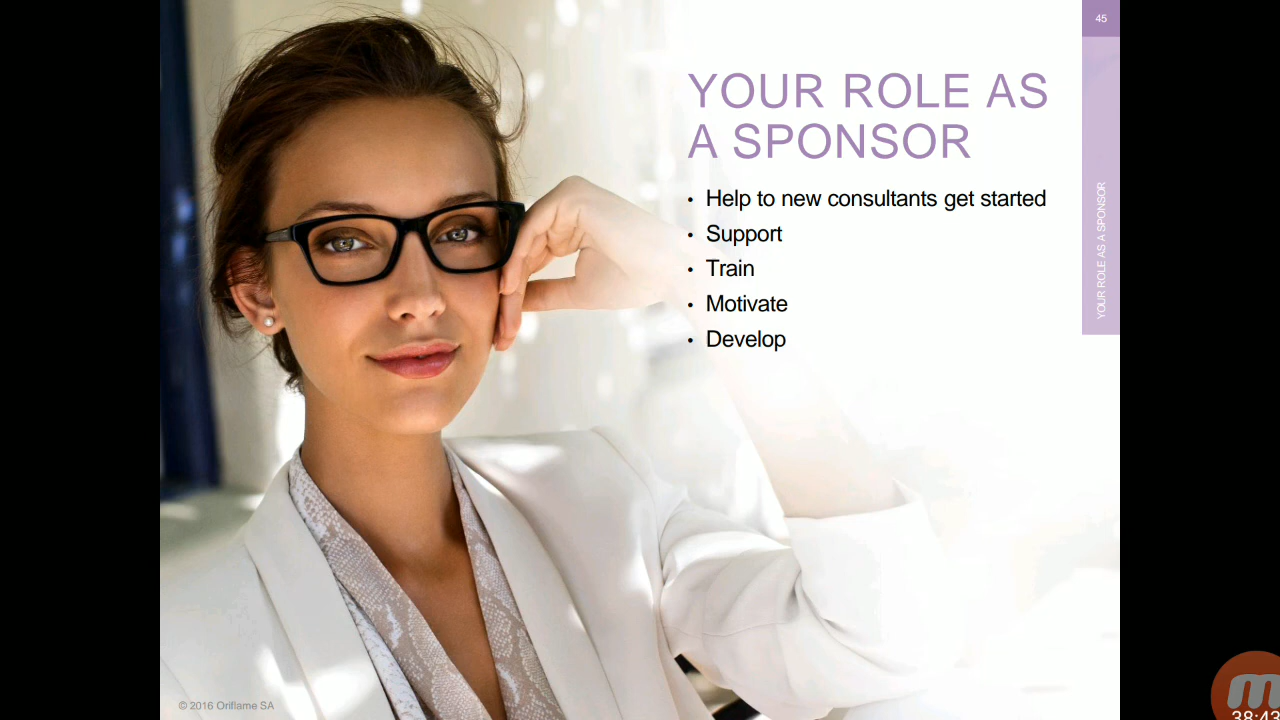 45
YOUR ROLE AS
A SPONSOR
• Help to new consultants get started
• Support
• Train
• Motivate
• Develop
YOUR ROLE AS A SPONSOR
© 2016 Oriflame SA